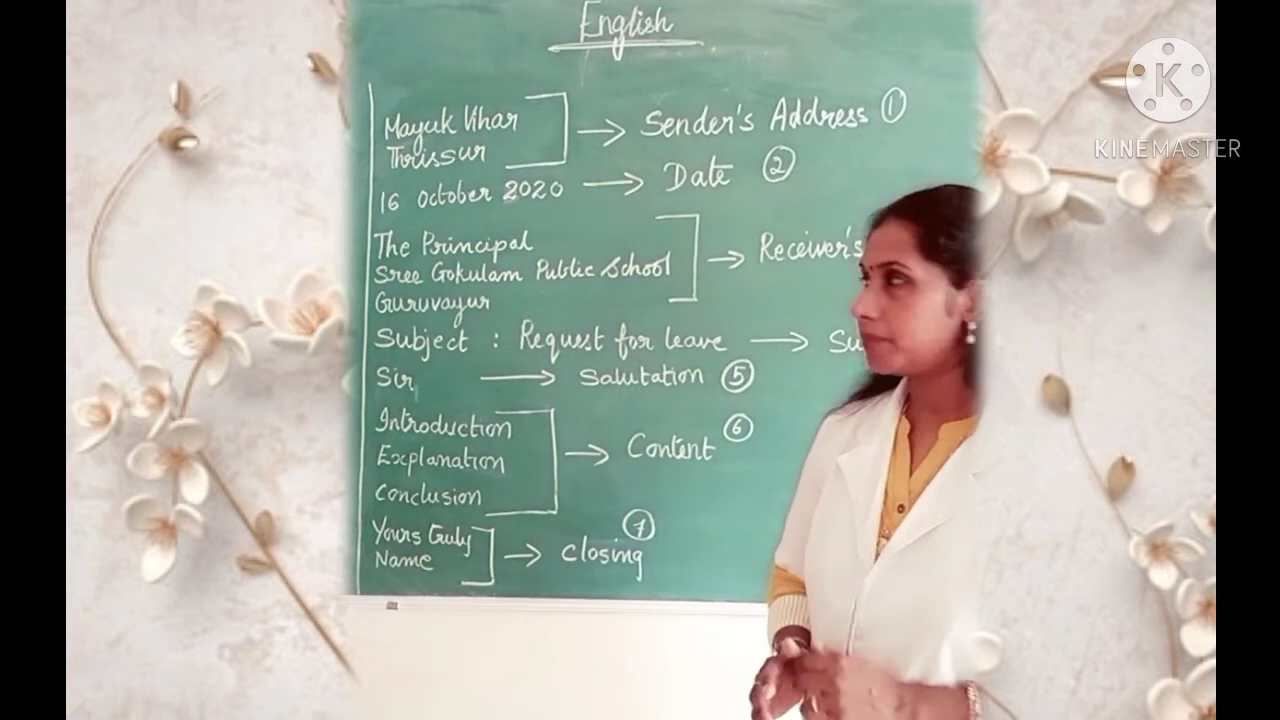 English
Mayuk Vihar
Thrissur
→ Sender's Address ①
16 October 2020 → Date ②
The Principal
Sree Gokulam Public School
Guruvayur
→ Receiver's
Subject : Request for leave → Su
Sir, → Salutation ⑤
Introduction
Explanation
Conclusion
→ Content ⑥
Yours truly
Name
→ Closing ⑦
K
KINEMASTER